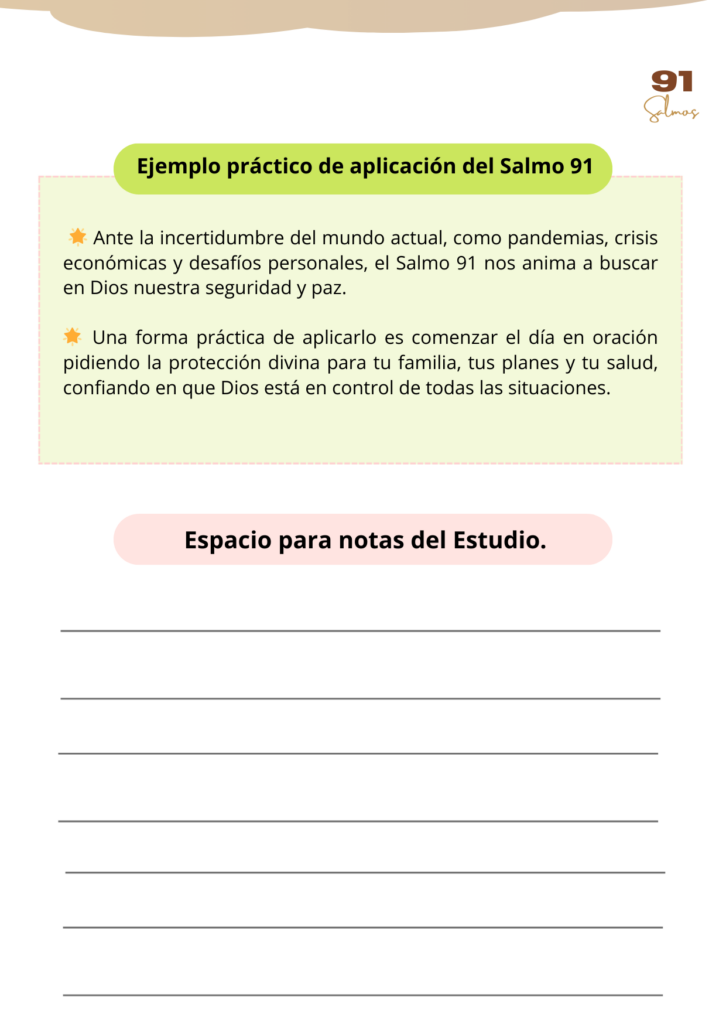 91
Salmos
Ejemplo práctico de aplicación del Salmo 91
Ante la incertidumbre del mundo actual, como pandemias, crisis
económicas y desafíos personales, el Salmo 91 nos anima a buscar
en Dios nuestra seguridad y paz.
Una forma práctica de aplicarlo es comenzar el día en oración
pidiendo la protección divina para tu familia, tus planes y tu salud,
confiando en que Dios está en control de todas las situaciones.
Espacio para notas del Estudio.